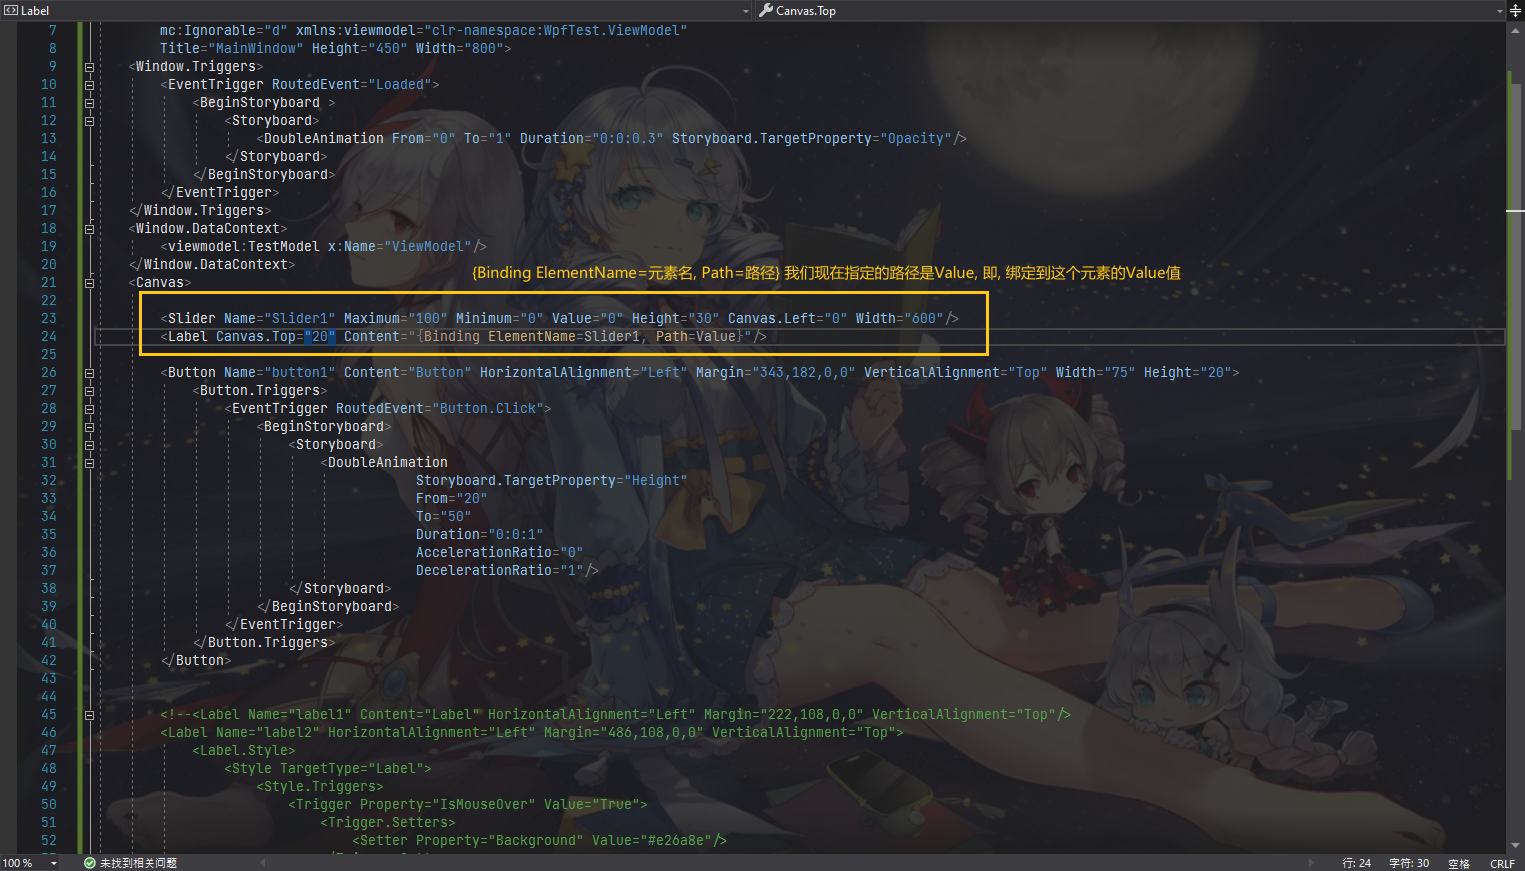 Label
Canvas.Top
7 mc:Ignorable="d" xmlns:viewmodel="clr-namespace:WpfTest.ViewModel"
8 Title="MainWindow" Height="450" Width="800">
9 <Window.Triggers>
10 <EventTrigger RoutedEvent="Loaded">
11 <BeginStoryboard >
12 <Storyboard>
13 <DoubleAnimation From="0" To="1" Duration="0:0:0.3" Storyboard.TargetProperty="Opacity"/>
14 </Storyboard>
15 </BeginStoryboard>
16 </EventTrigger>
17 </Window.Triggers>
18 <Window.DataContext>
19 <viewmodel:TestModel x:Name="ViewModel"/>
20 </Window.DataContext>
{Binding ElementName=元素名, Path=路径} 我们现在指定的路径是Value, 即, 绑定到这个元素的Value值
21 <Canvas>
22
23 <Slider Name="Slider1" Maximum="100" Minimum="0" Value="0" Height="30" Canvas.Left="0" Width="600"/>
24 <Label Canvas.Top="20" Content="{Binding ElementName=Slider1, Path=Value}"/>
25
26 <Button Name="button1" Content="Button" HorizontalAlignment="Left" Margin="343,182,0,0" VerticalAlignment="Top" Width="75" Height="20">
27 <Button.Triggers>
28 <EventTrigger RoutedEvent="Button.Click">
29 <BeginStoryboard>
30 <Storyboard>
31 <DoubleAnimation
32 Storyboard.TargetProperty="Height"
33 From="20"
34 To="50"
35 Duration="0:0:1"
36 AccelerationRatio="0"
37 DecelerationRatio="1"/>
38 </Storyboard>
39 </BeginStoryboard>
40 </EventTrigger>
41 </Button.Triggers>
42 </Button>
43
44
45 <!--<Label Name="label1" Content="Label" HorizontalAlignment="Left" Margin="222,108,0,0" VerticalAlignment="Top"/>
46 <Label Name="label2" HorizontalAlignment="Left" Margin="486,108,0,0" VerticalAlignment="Top">
47 <Label.Style>
48 <Style TargetType="Label">
49 <Style.Triggers>
50 <Trigger Property="IsMouseOver" Value="True">
51 <Trigger.Setters>
52 <Setter Property="Background" Value="#e26a8e"/>
100 % 未找到相关问题 行: 24 字符: 30 空格 CRLF